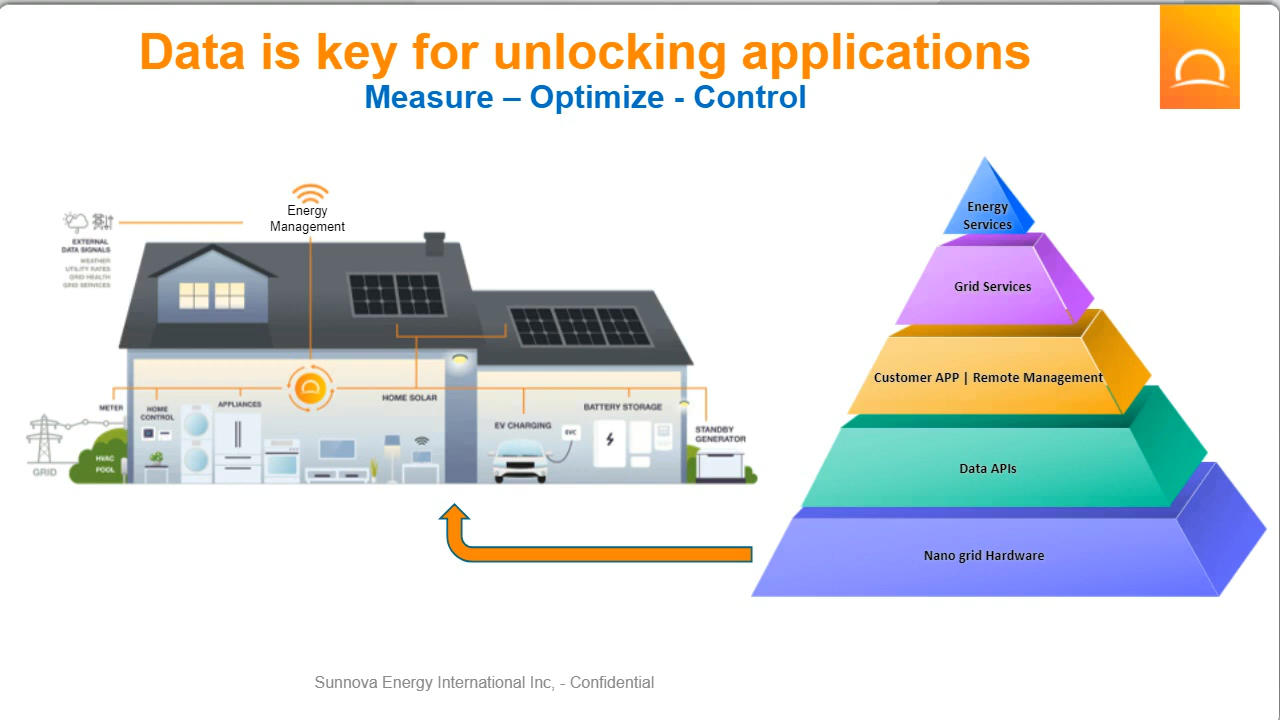 Data is key for unlocking applications
Measure – Optimize - Control
Energy
Management
EXTERNAL
DATA SIGNALS
WEATHER
UTILITY RATES
GRID HEALTH
GRID SERVICES
METER
HOME
CONTROL
APPLIANCES
HOME SOLAR
EV CHARGING
EVC
BATTERY STORAGE
STANDBY
GENERATOR
HVAC
POOL
GRID
Energy
Services
Grid Services
Customer APP | Remote Management
Data APIs
Nano grid Hardware
Sunnova Energy International Inc, - Confidential